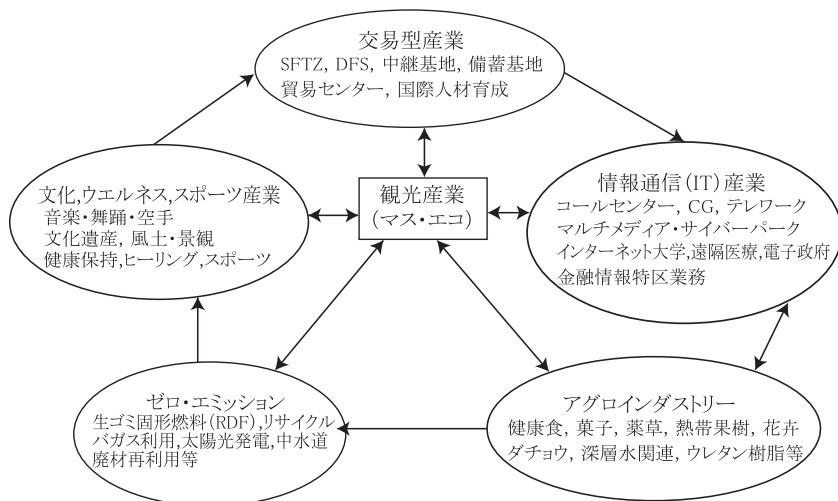 交易型産業
SFTZ, DFS, 中継基地, 備蓄基地
貿易センター, 国際人材育成
文化,ウエルネス,スポーツ産業
音楽・舞踊・空手
文化遺産, 風土・景観
健康保持,ヒーリング,スポーツ
観光産業
(マス・エコ)
情報通信(IT)産業
コールセンター, CG, テレワーク
マルチメディア・サイバーパーク
インターネット大学,遠隔医療,電子政府
金融情報特区業務
ゼロ・エミッション
生ゴミ固形燃料(RDF),リサイクル
バガス利用,太陽光発電,中水道
廃材再利用等
アグロインダストリー
健康食, 菓子, 薬草, 熱帯果樹, 花卉
ダチョウ, 深層水関連, ウレタン樹脂等